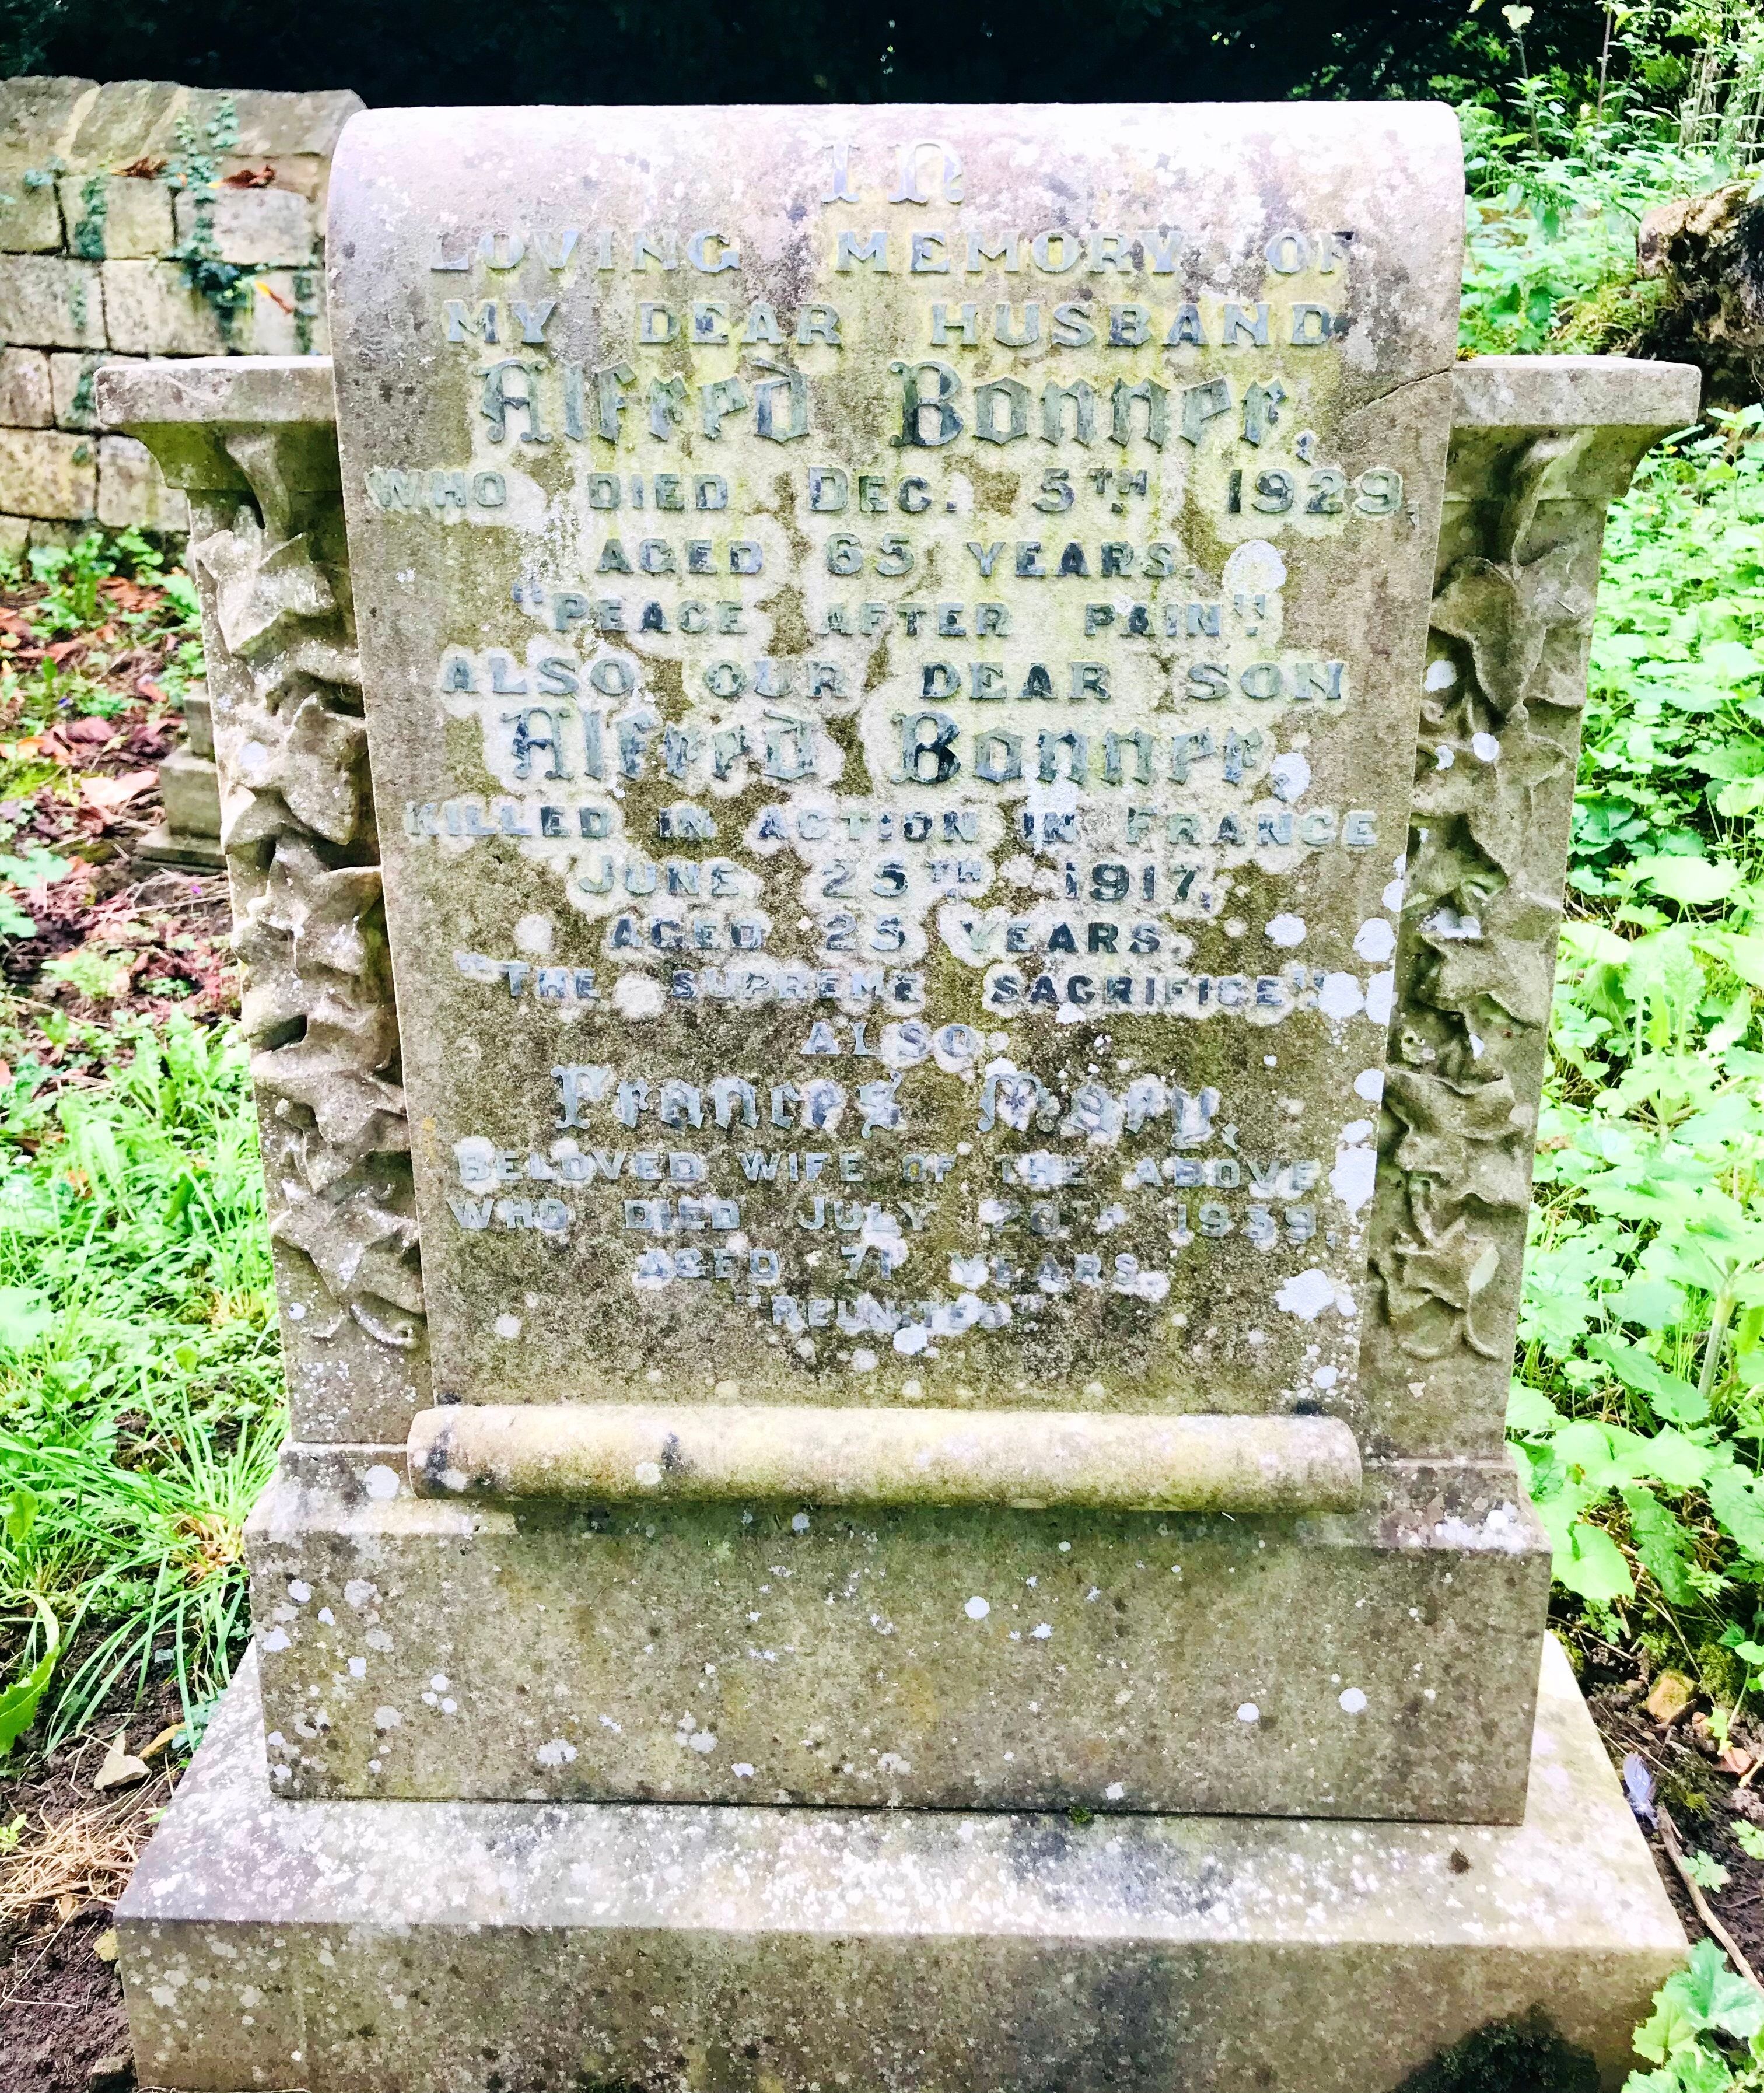 In
LOVING MEMORY OF
MY DEAR HUSBAND
Alfred Bonner,
WHO DIED DEC. 5TH 1929,
AGED 65 YEARS.
"PEACE AFTER PAIN"
ALSO OUR DEAR SON
Alfred Bonner,
KILLED IN ACTION IN FRANCE
JUNE 25TH 1917,
AGED 25 YEARS.
"THE SUPREME SACRIFICE"
ALSO
Frances Mary,
BELOVED WIFE OF THE ABOVE
WHO DIED JULY 1939,
AGED 71 YEARS.
"REUNITED"